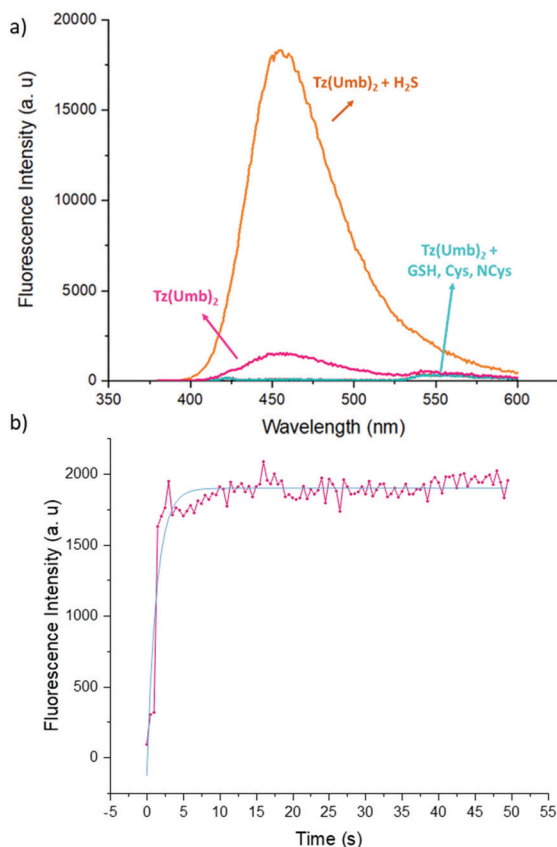 a)
20000
15000
10000
5000
0
Fluorescence Intensity (a. u)
Tz(Umb)₂ + H₂S
Tz(Umb)₂ +
GSH, Cys, NCys
Tz(Umb)₂
350 400 450 500 550 600
Wavelength (nm)
b)
2000
1500
1000
500
0
Fluorescence Intensity (a. u)
-5 0 5 10 15 20 25 30 35 40 45 50 55
Time (s)